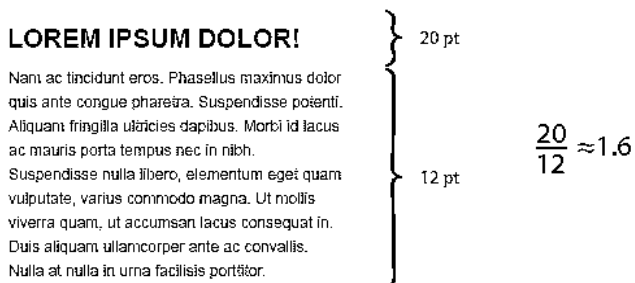 LOREM IPSUM DOLOR!
20 pt
Nam ac tincidunt eros. Phasellus maximus dolor
quis ante congue pharetra. Suspendisse potenti.
Aliquam fringilla ultricies dapibus. Morbi id lacus
ac mauris porta tempus nec in nibh.
Suspendisse nulla libero, elementum eget quam
vulputate, varius commodo magna. Ut mollis
viverra quam, ut accumsan lacus consequat in.
Duis aliquam ullamcorper ante ac convallis.
Nulla at nulla in urna facilisis porttitor.
12 pt
20
12 ≈1.6